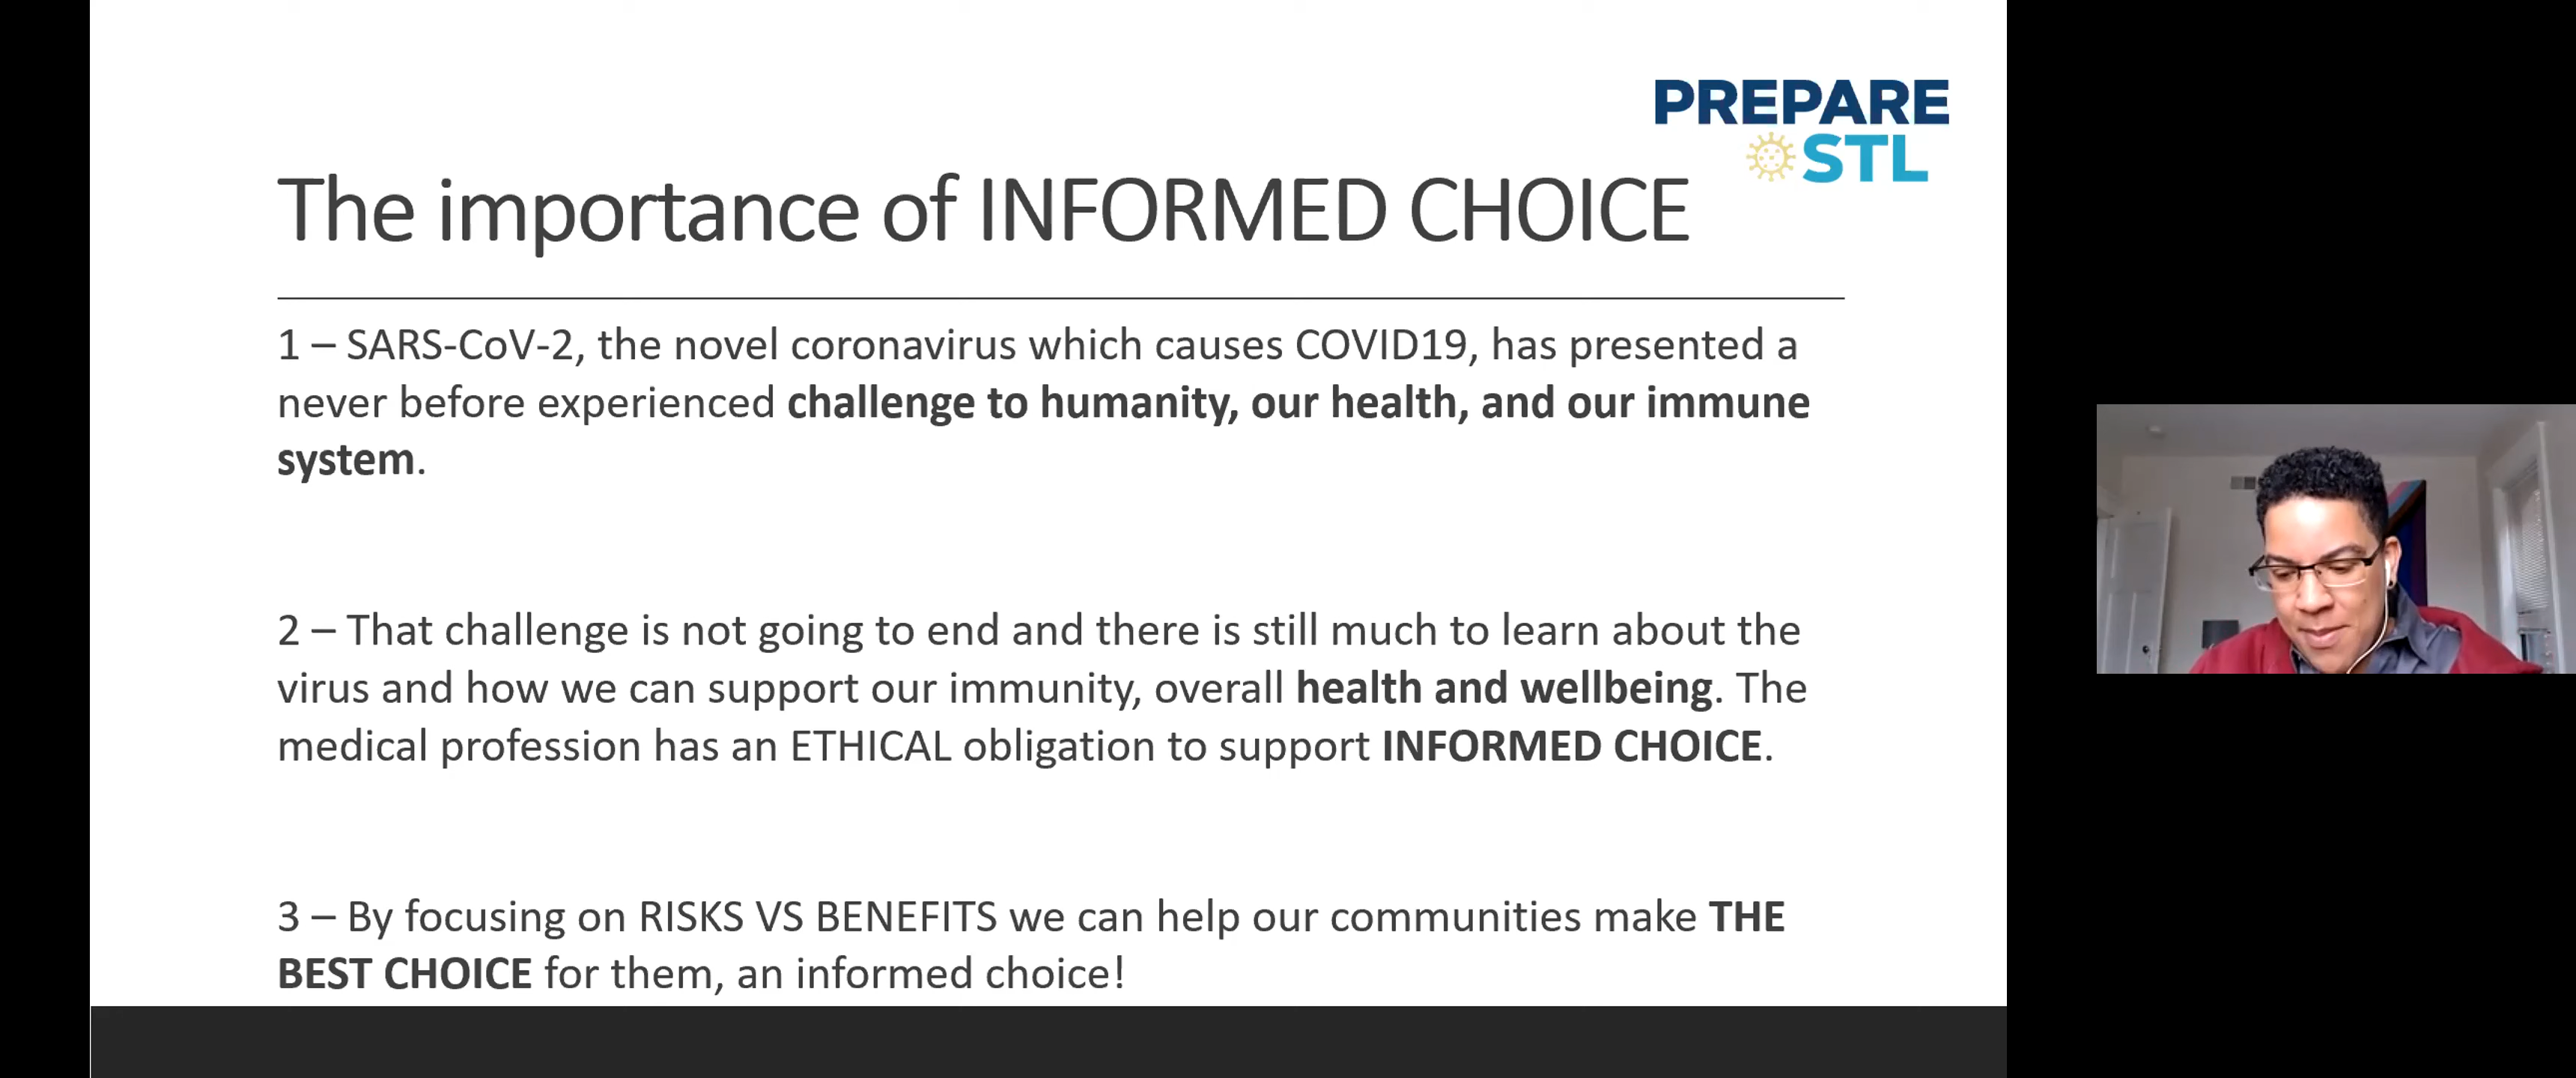 PREPARE
STL
The importance of INFORMED CHOICE
1 – SARS-CoV-2, the novel coronavirus which causes COVID19, has presented a
never before experienced challenge to humanity, our health, and our immune
system.
2 – That challenge is not going to end and there is still much to learn about the
virus and how we can support our immunity, overall health and wellbeing. The
medical profession has an ETHICAL obligation to support INFORMED CHOICE.
3 – By focusing on RISKS VS BENEFITS we can help our communities make THE
BEST CHOICE for them, an informed choice!